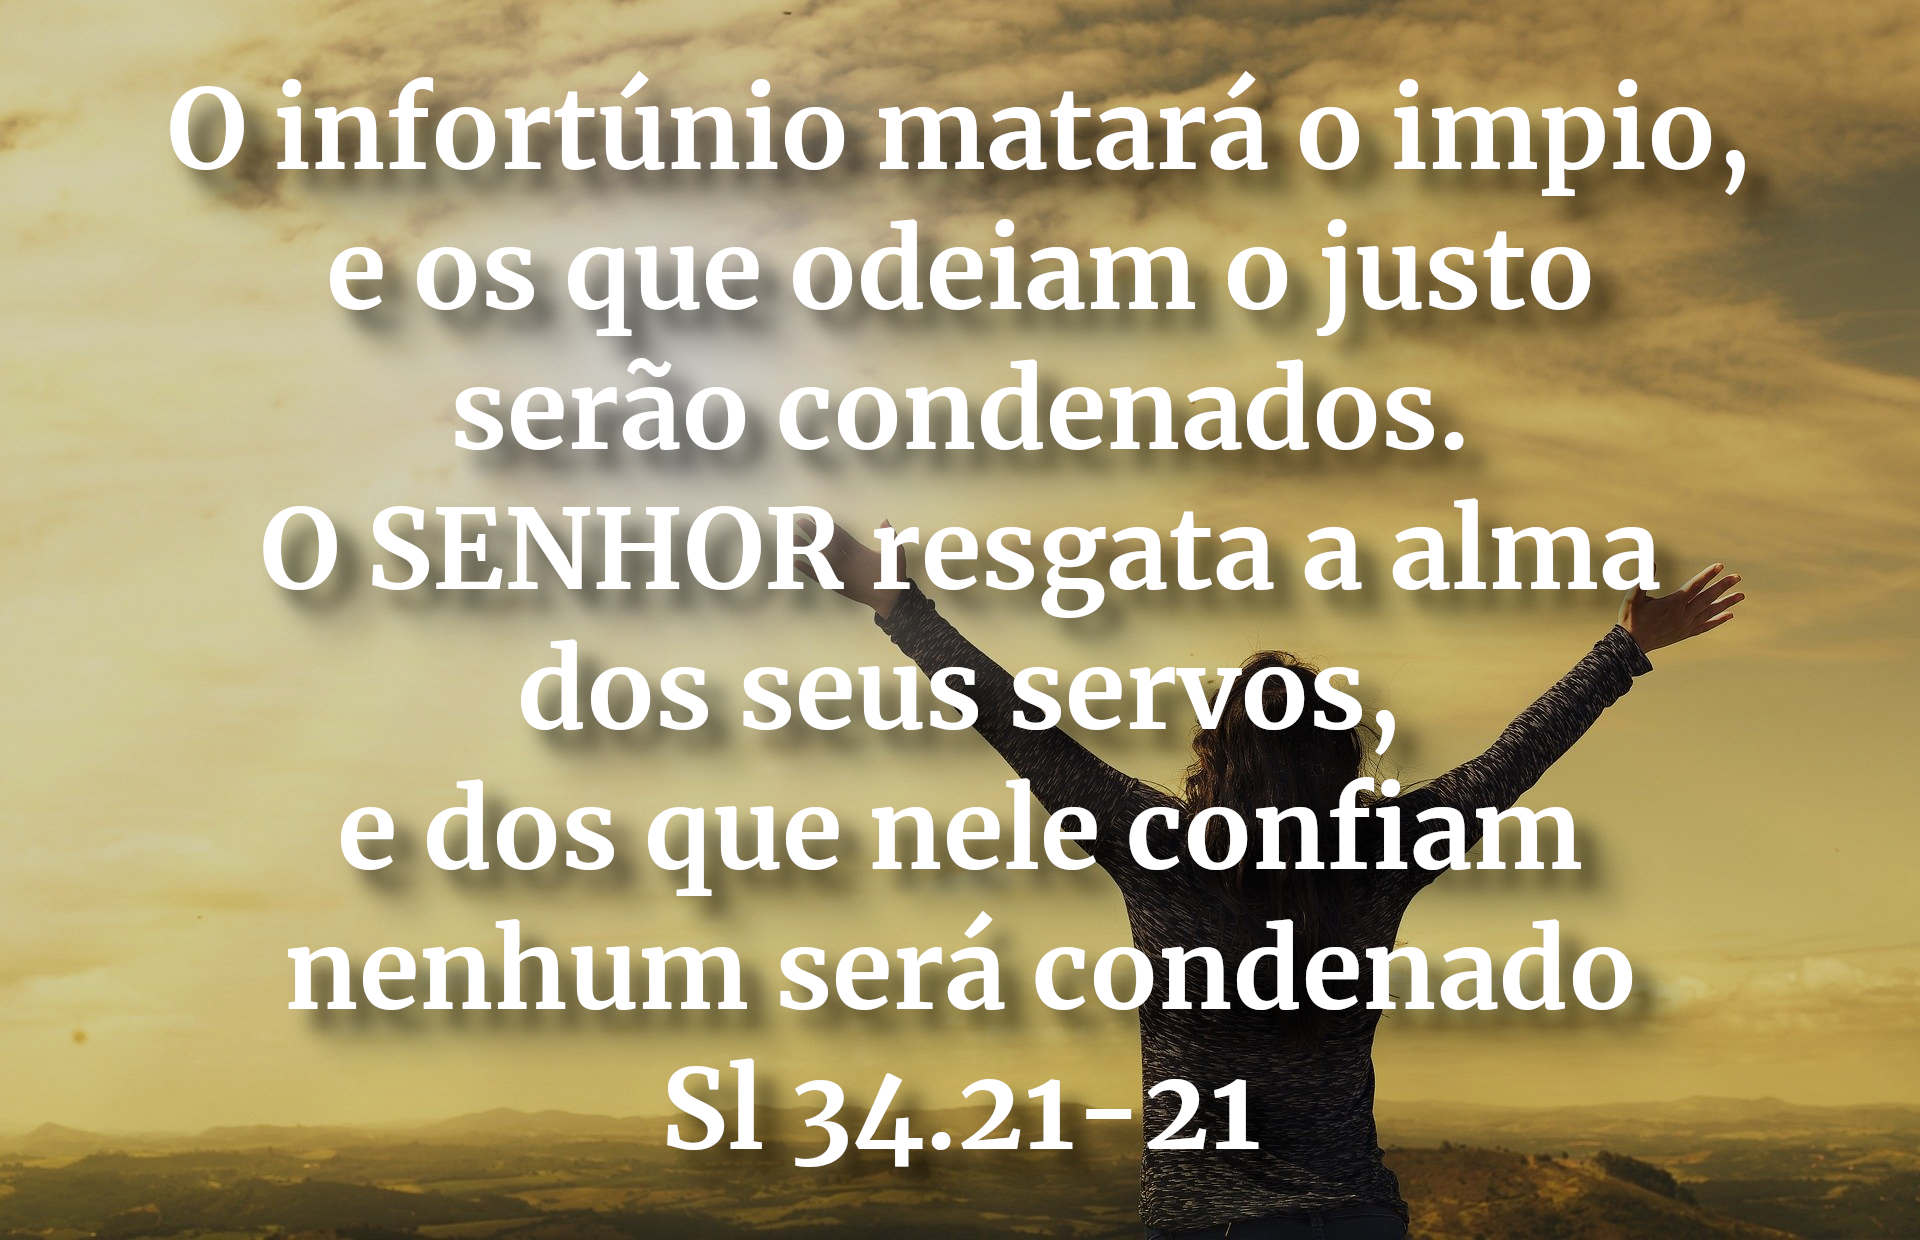 O infortúnio matará o impio,
e os que odeiam o justo
serão condenados.
O SENHOR resgata a alma
dos seus servos,
e dos que nele confiam
nenhum será condenado
Sl 34.21-21